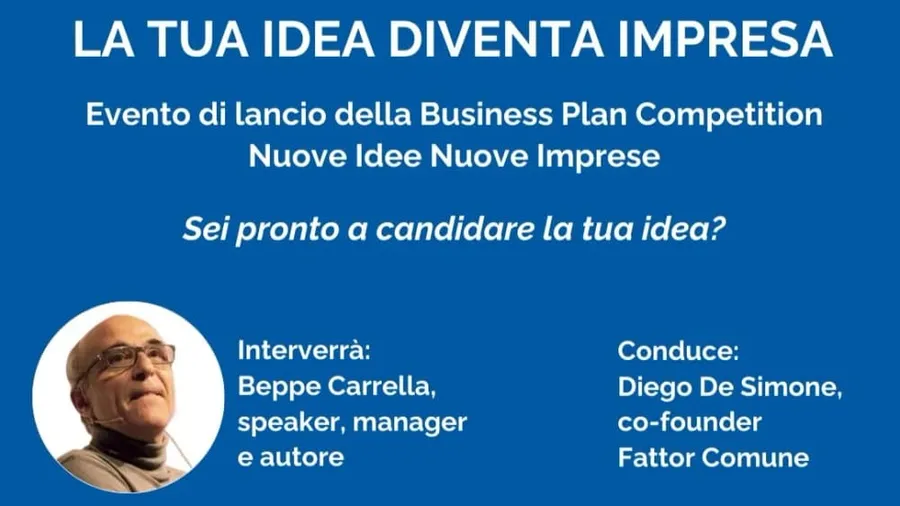 LA TUA IDEA DIVENTA IMPRESA
Evento di lancio della Business Plan Competition
Nuove Idee Nuove Imprese
Sei pronto a candidare la tua idea?
Interverrà:
Beppe Carrella,
speaker, manager
e autore
Conduce:
Diego De Simone,
co-founder
Fattor Comune